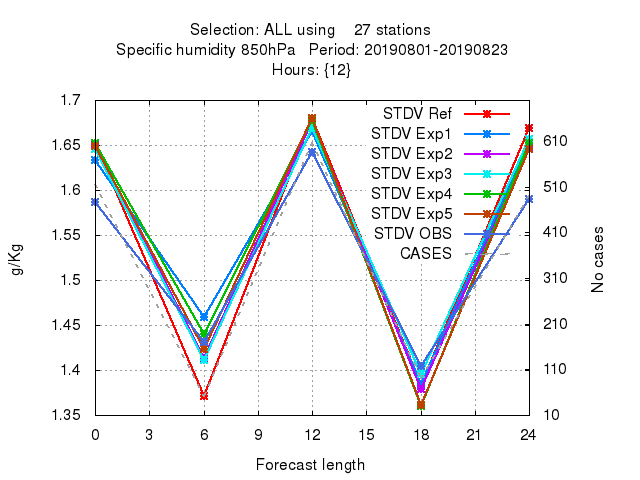 Selection: ALL using 27 stations
Specific humidity 850hPa Period: 20190801-20190823
Hours: {12}
1.7
1.65
1.6
1.55
1.5
1.45
1.4
1.35
g/Kg
STDV Ref
STDV Exp1
STDV Exp2
STDV Exp3
STDV Exp4
STDV Exp5
STDV OBS
CASES
610
510
410
310
210
110
10
No cases
0 3 6 9 12 15 18 21 24
Forecast length